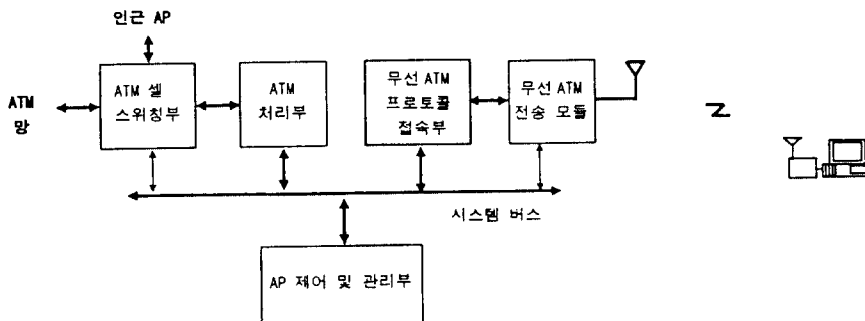 인근 AP
ATM
망
ATM 셀
스위칭부
ATM
처리부
무선 ATM
프로토콜
접속부
무선 ATM
전송 모듈
시스템 버스
AP 제어 및 관리부